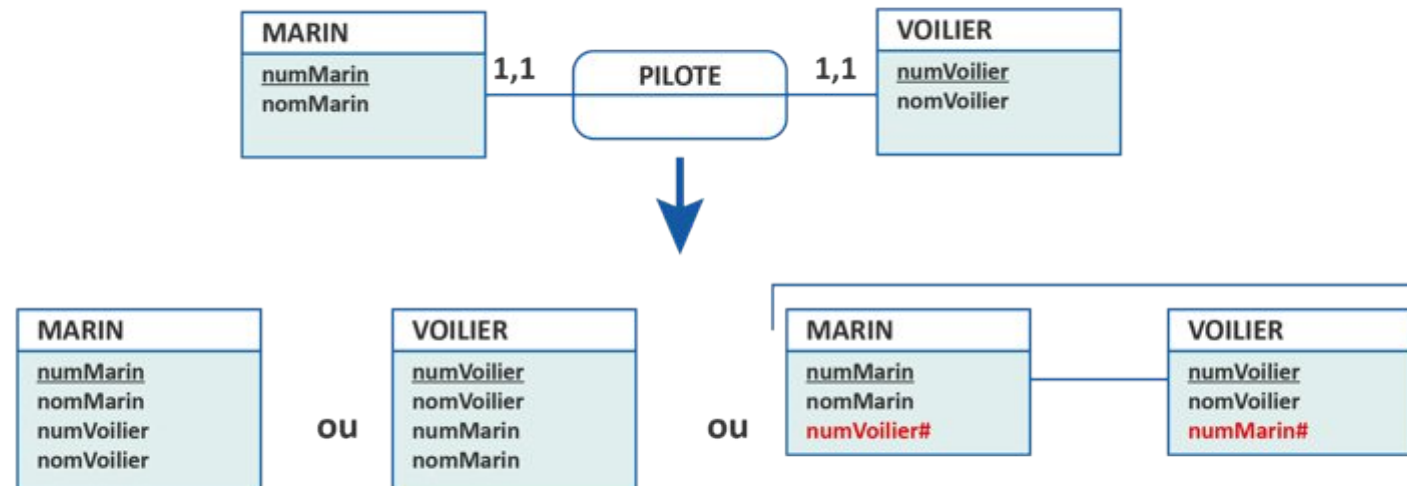 MARIN
numMarin
nomMarin
1,1
PILOTE
1,1
VOILIER
numVoilier
nomVoilier
MARIN
numMarin
nomMarin
numVoilier
nomVoilier
ou
VOILIER
numVoilier
nomVoilier
numMarin
nomMarin
ou
MARIN
numMarin
nomMarin
numVoilier#
VOILIER
numVoilier
nomVoilier
numMarin#